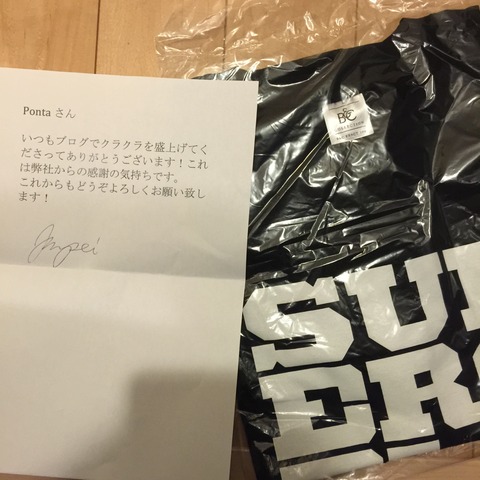 Ponta さん
いつもブログでクラクラを盛上げてく
ださってありがとうございます！これ
は弊社からの感謝の気持ちです。
これからもどうぞよろしくお願い致し
ます！
SU
ER